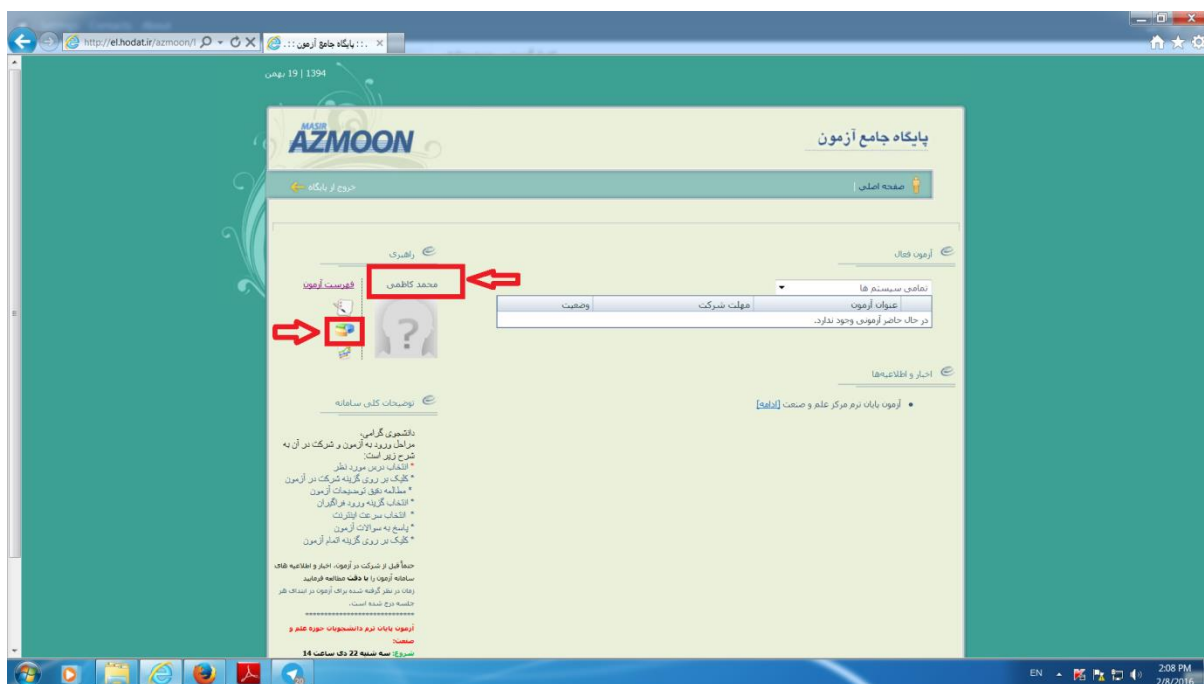 http://el.hodat.ir/azmoon/l
.:: پایگاه جامع آزمون ::.
1394 | 19 بهمن
MASIR
AZMOON
پایگاه جامع آزمون
صفحه اصلی |
خروج از پایگاه
آزمون فعال
راهبری
تمامی سیستم ها
محمد کاظمی
فهرست آزمون
عنوان آزمون
مهلت شرکت
وضعیت
در حال حاضر آزمونی وجود ندارد.
اخبار و اطلاعیه‌ها
آزمون پایان ترم مرکز علم و صنعت [ادامه]
توضیحات کلی سامانه
دانشجوی گرامی،
مراحل ورود به آزمون و شرکت در آن به
شرح زیر است:
* انتخاب درس مورد نظر
* کلیک بر روی گزینه شرکت در آزمون
* مطالعه دقیق توضیحات آزمون
* انتخاب گزینه ورود فراگیران
* انتخاب سرعت اینترنت
* پاسخ به سوالات آزمون
* کلیک بر روی گزینه اتمام آزمون
حتماً قبل از شرکت در آزمون، اخبار و اطلاعیه های
سامانه آزمون را با دقت مطالعه فرمایید
زمان در نظر گرفته شده برای آزمون در ابتدای هر
جلسه درج شده است.
******************************
آزمون پایان ترم دانشجویان حوزه علم و
صنعت:
شروع: سه شنبه 22 دی ساعت 14
EN
2:08 PM
2/8/2016